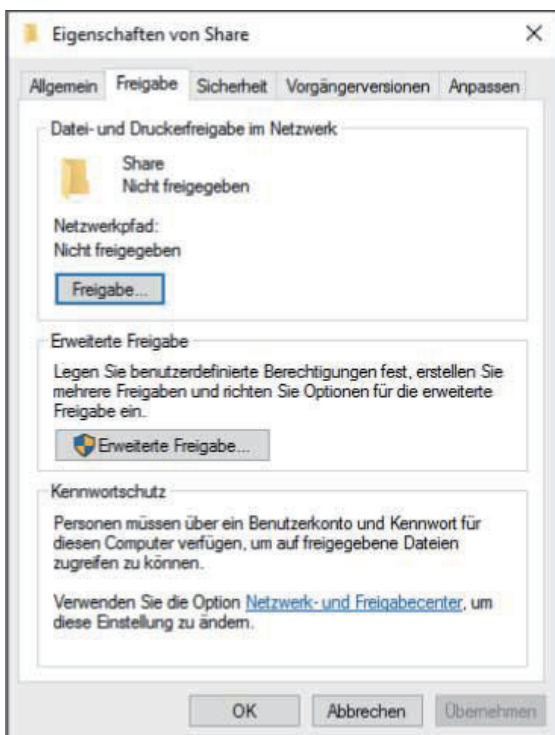 Eigenschaften von Share
Allgemein Freigabe Sicherheit Vorgängerversionen Anpassen
Datei- und Druckerfreigabe im Netzwerk
Share
Nicht freigegeben
Netzwerkpfad:
Nicht freigegeben
Freigabe...
Erweiterte Freigabe
Legen Sie benutzerdefinierte Berechtigungen fest, erstellen Sie
mehrere Freigaben und richten Sie Optionen für die erweiterte
Freigabe ein.
Erweiterte Freigabe...
Kennwortschutz
Personen müssen über ein Benutzerkonto und Kennwort für
diesen Computer verfügen, um auf freigegebene Dateien
zugreifen zu können.
Verwenden Sie die Option Netzwerk- und Freigabecenter, um
diese Einstellung zu ändern.
OK Abbrechen Übernehmen